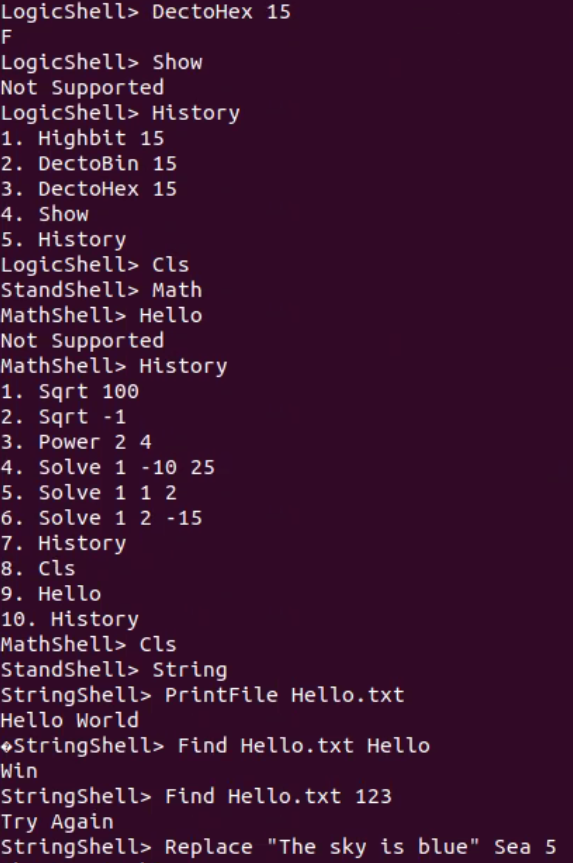 LogicShell> DectoHex 15
F
LogicShell> Show
Not Supported
LogicShell> History
1. Highbit 15
2. DectoBin 15
3. DectoHex 15
4. Show
5. History
LogicShell> Cls
StandShell> Math
MathShell> Hello
Not Supported
MathShell> History
1. Sqrt 100
2. Sqrt -1
3. Power 2 4
4. Solve 1 -10 25
5. Solve 1 1 2
6. Solve 1 2 -15
7. History
8. Cls
9. Hello
10. History
MathShell> Cls
StandShell> String
StringShell> PrintFile Hello.txt
Hello World
�StringShell> Find Hello.txt Hello
Win
StringShell> Find Hello.txt 123
Try Again
StringShell> Replace "The sky is blue" Sea 5